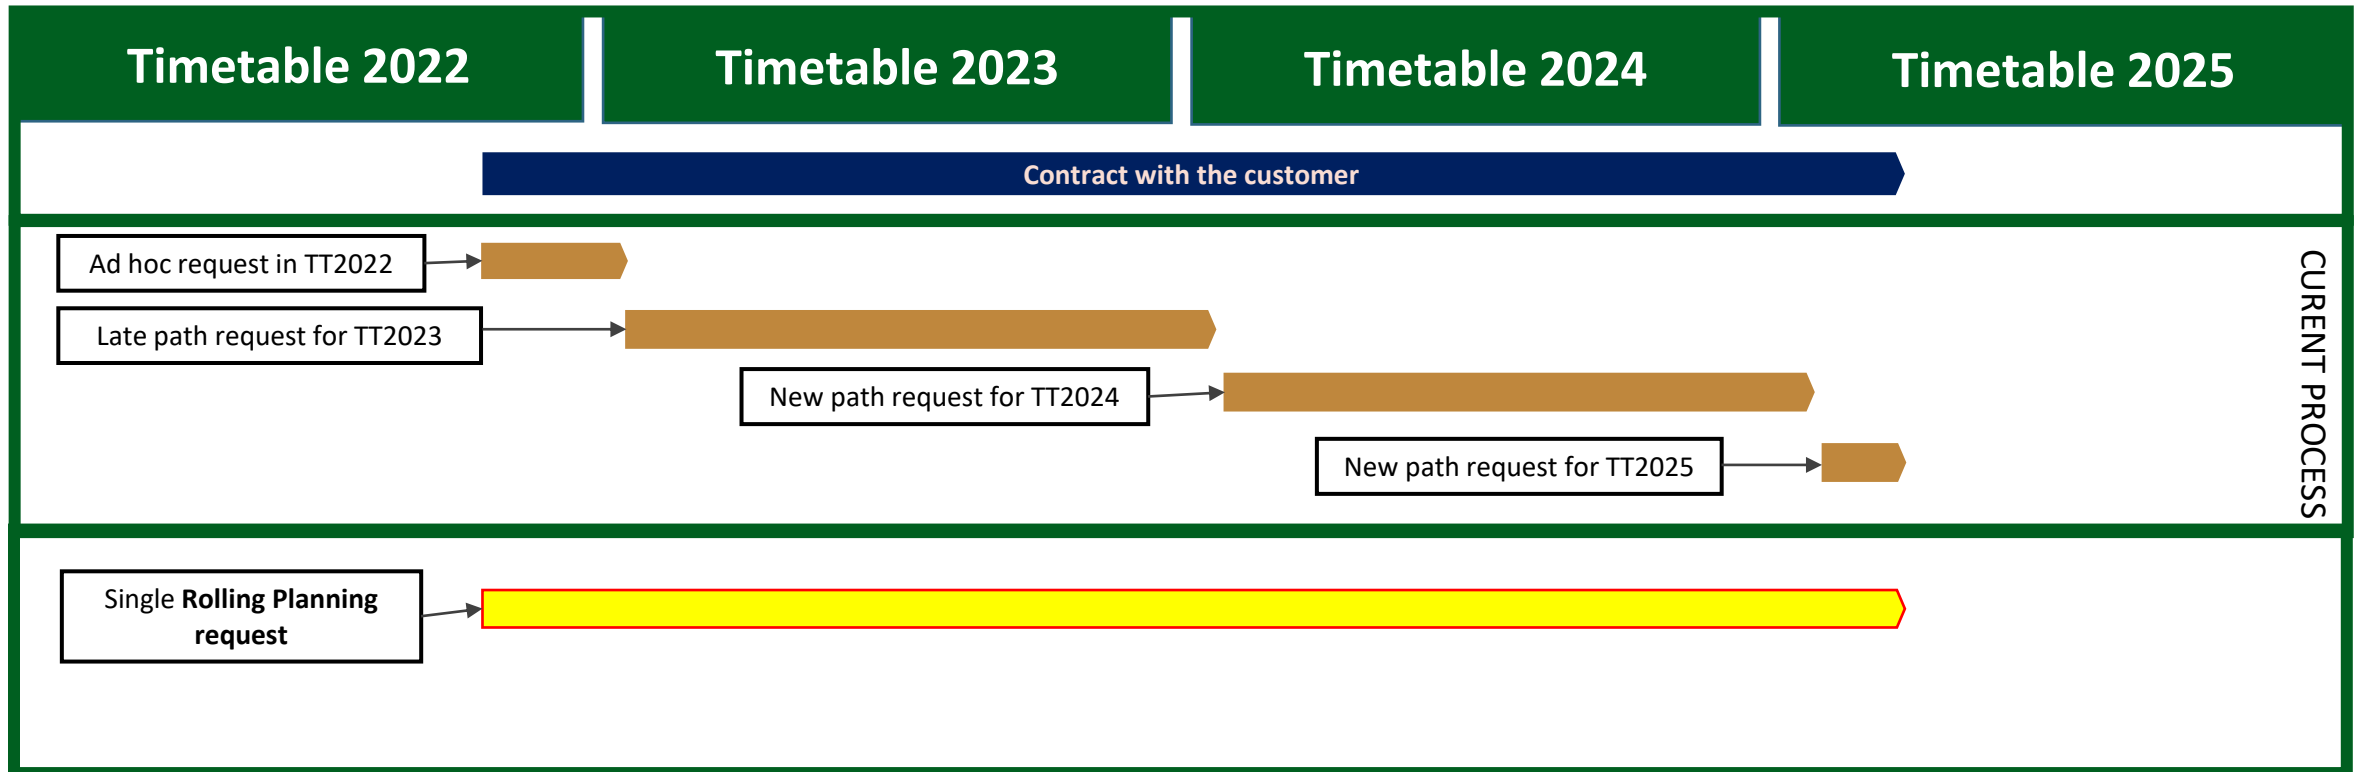 Timetable 2022
Timetable 2023
Timetable 2024
Timetable 2025
Contract with the customer
Ad hoc request in TT2022
Late path request for TT2023
New path request for TT2024
New path request for TT2025
CURENT PROCESS
Single Rolling Planning
request